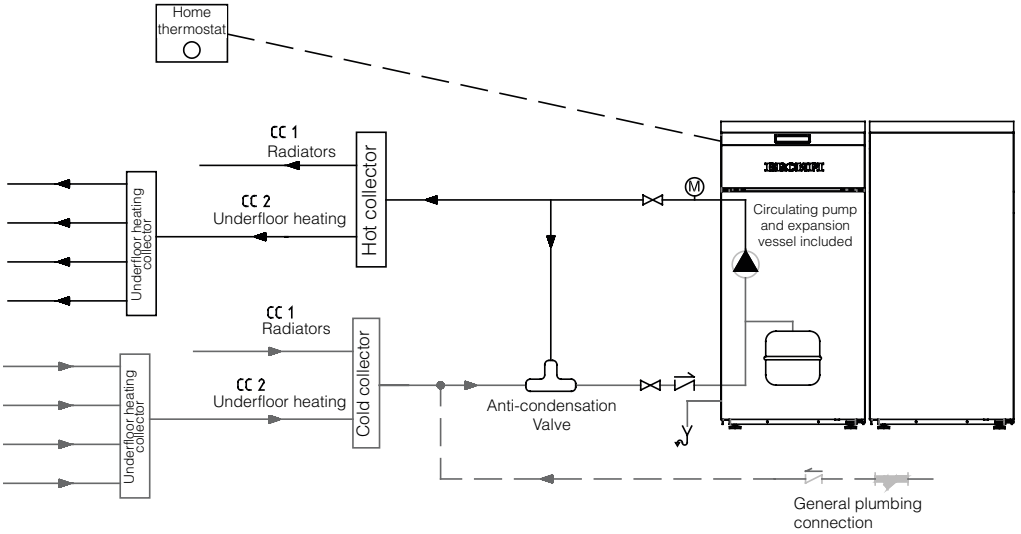 Home
thermostat
CC 1
Radiators
Hot collector
CC 2
Underfloor heating
Underfloor heating
collector
M
Circulating pump
and expansion
vessel included
CC 1
Radiators
Cold collector
CC 2
Underfloor heating
Underfloor heating
collector
Anti-condensation
Valve
General plumbing
connection